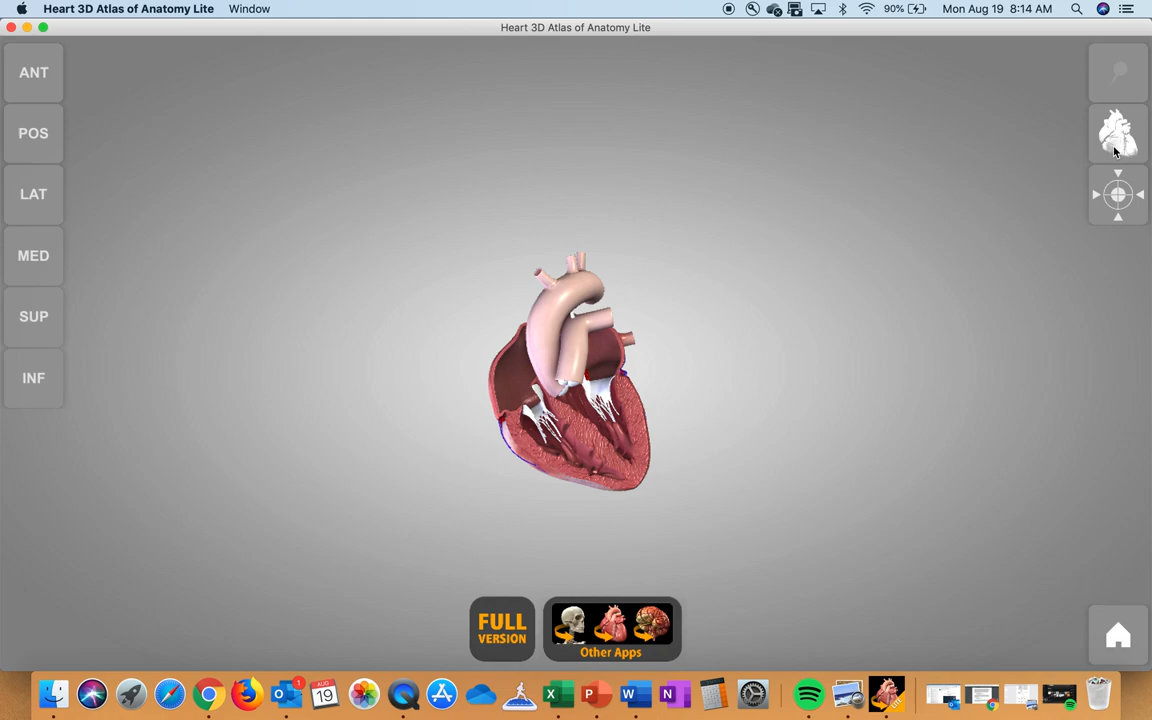 Heart 3D Atlas of Anatomy Lite Window 90% Mon Aug 19 8:14 AM
Heart 3D Atlas of Anatomy Lite
ANT
POS
LAT
MED
SUP
INF
FULL
VERSION
Other Apps
AUG
19
1
X
P
W
N